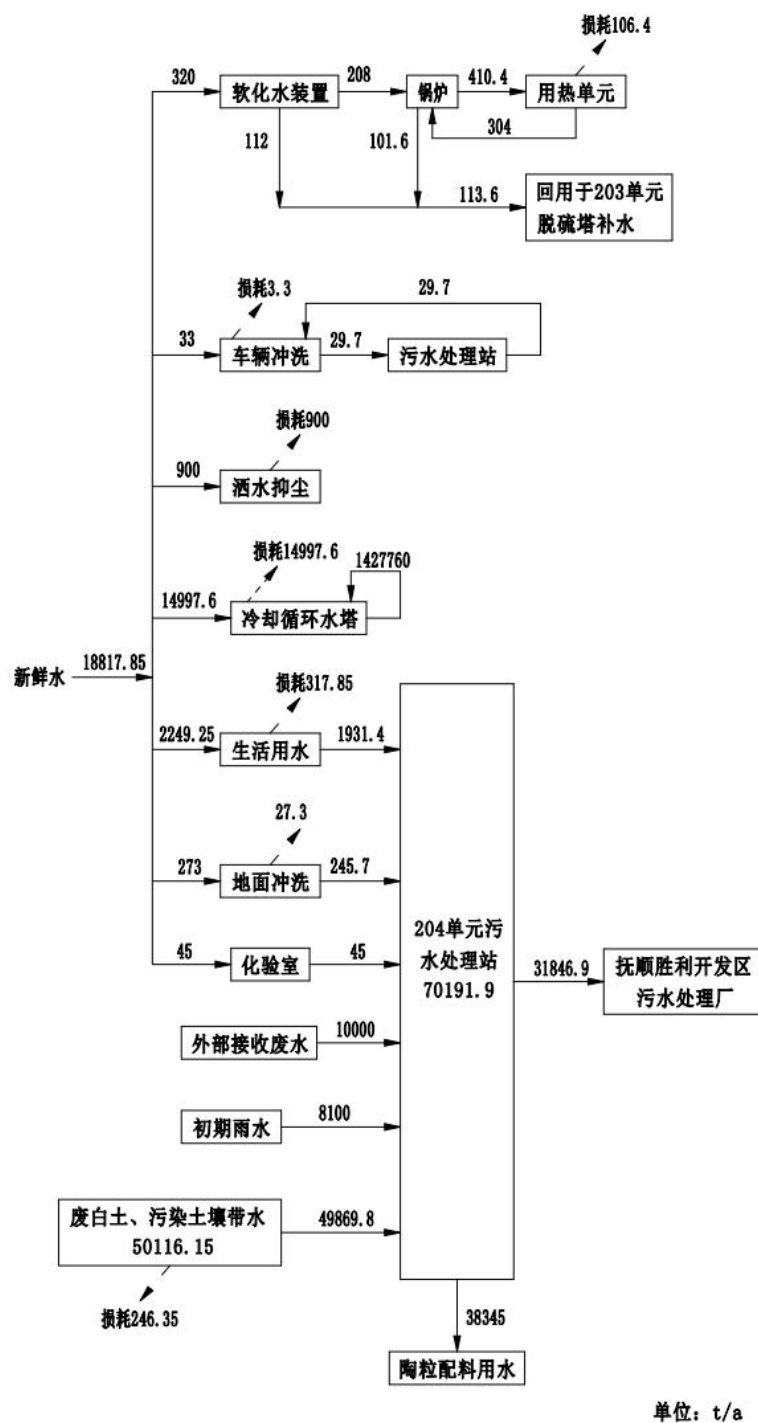 损耗106.4
320
软化水装置
208
锅炉
410.4
用热单元
304
112
101.6
113.6
回用于203单元
脱硫塔补水
损耗3.3
29.7
33
车辆冲洗
29.7
污水处理站
损耗900
900
洒水抑尘
损耗14997.6
1427760
14997.6
冷却循环水塔
新鲜水
18817.85
损耗317.85
2249.25
生活用水
1931.4
27.3
273
地面冲洗
245.7
204单元污
水处理站
70191.9
45
化验室
45
31846.9
抚顺胜利开发区
污水处理厂
外部接收废水
10000
初期雨水
8100
废白土、污染土壤带水
50116.15
49869.8
损耗246.35
38345
陶粒配料用水
单位: t/a